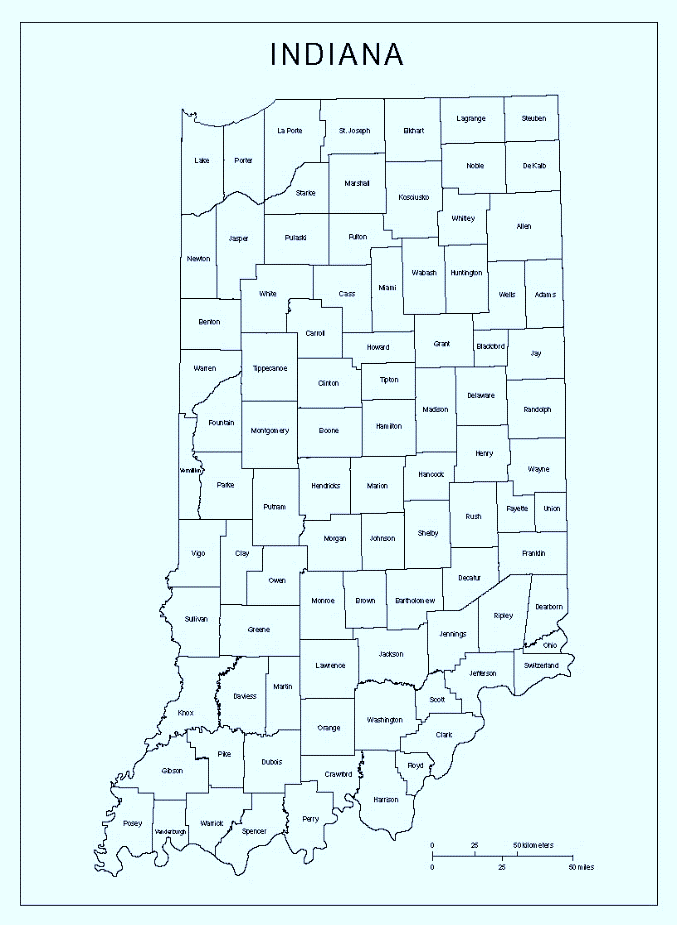 INDIANA
Lagrange
Steuben
La Porte
St. Joseph
Elkhart
Lake
Porter
Noble
De Kalb
Marshall
Starke
Kosciusko
Whitley
Allen
Jasper
Pulaski
Fulton
Newton
Wabash
Huntington
Miami
White
Cass
Wells
Adams
Benton
Carroll
Howard
Grant
Blackford
Jay
Warren
Tippecanoe
Clinton
Tipton
Delaware
Madison
Randolph
Fountain
Montgomery
Boone
Hamilton
Henry
Vermillion
Parke
Hendricks
Marion
Hancock
Wayne
Putnam
Rush
Fayette
Union
Morgan
Johnson
Shelby
Vigo
Clay
Franklin
Owen
Decatur
Monroe
Brown
Bartholomew
Dearborn
Sullivan
Greene
Ripley
Jennings
Ohio
Lawrence
Jackson
Switzerland
Jefferson
Martin
Daviess
Scott
Knox
Orange
Washington
Clark
Pike
Dubois
Gibson
Crawford
Floyd
Harrison
Posey
Vanderburgh
Warrick
Spencer
Perry
0 25 50 kilometers
0 25 50 miles